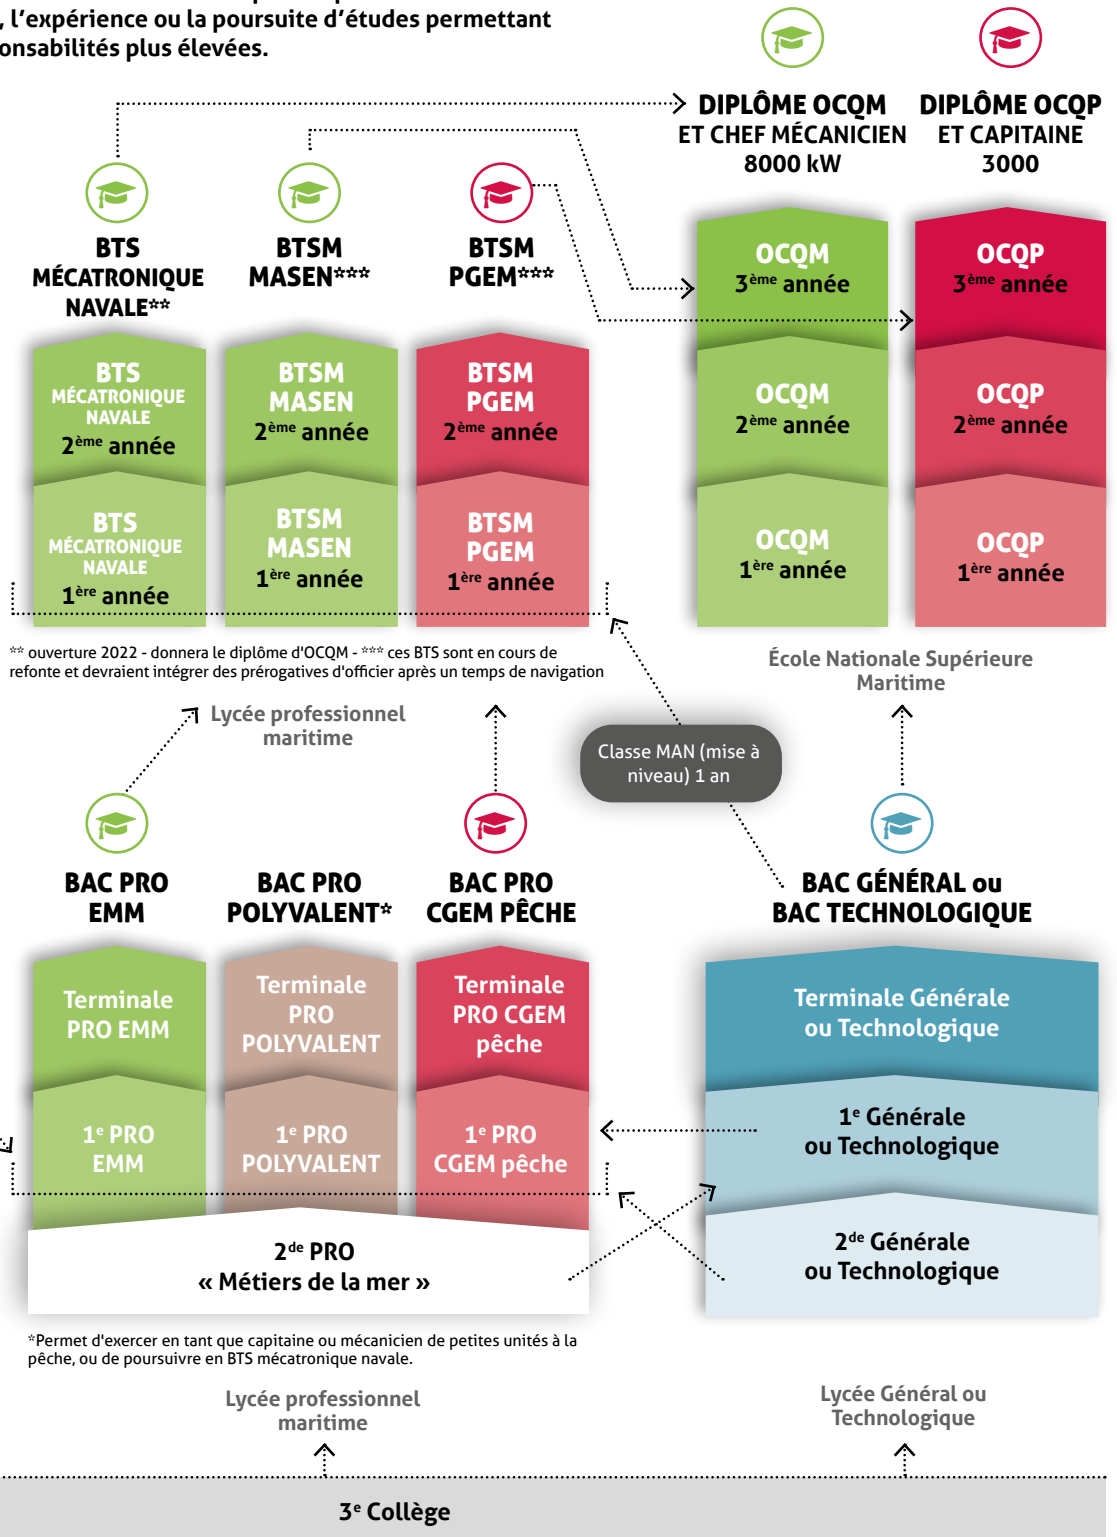 , l'expérience ou la poursuite d'études permettant
onsabilités plus élevées.
DIPLÔME OCQM
ET CHEF MÉCANICIEN
8000 kW
DIPLÔME OCQP
ET CAPITAINE
3000
BTS
MÉCATRONIQUE
NAVALE**
BTSM
MASEN***
BTSM
PGEM***
OCQM
3ème année
OCQP
3ème année
BTS
MÉCATRONIQUE
NAVALE
2ème année
BTSM
MASEN
2ème année
BTSM
PGEM
2ème année
OCQM
2ème année
OCQP
2ème année
BTS
MÉCATRONIQUE
NAVALE
1ère année
BTSM
MASEN
1ère année
BTSM
PGEM
1ère année
OCQM
1ère année
OCQP
1ère année
** ouverture 2022 - donnera le diplôme d'OCQM - *** ces BTS sont en cours de
refonte et devraient intégrer des prérogatives d'officier après un temps de navigation
École Nationale Supérieure
Maritime
Lycée professionnel
maritime
Classe MAN (mise à
niveau) 1 an
BAC PRO
EMM
BAC PRO
POLYVALENT*
BAC PRO
CGEM PÊCHE
BAC GÉNÉRAL ou
BAC TECHNOLOGIQUE
Terminale
PRO EMM
Terminale
PRO
POLYVALENT
Terminale
PRO CGEM
pêche
Terminale Générale
ou Technologique
1e PRO
EMM
1e PRO
POLYVALENT
1e PRO
CGEM pêche
1e Générale
ou Technologique
2de PRO
« Métiers de la mer »
2de Générale
ou Technologique
*Permet d'exercer en tant que capitaine ou mécanicien de petites unités à la
pêche, ou de poursuivre en BTS mécatronique navale.
Lycée professionnel
maritime
Lycée Général ou
Technologique
3e Collège